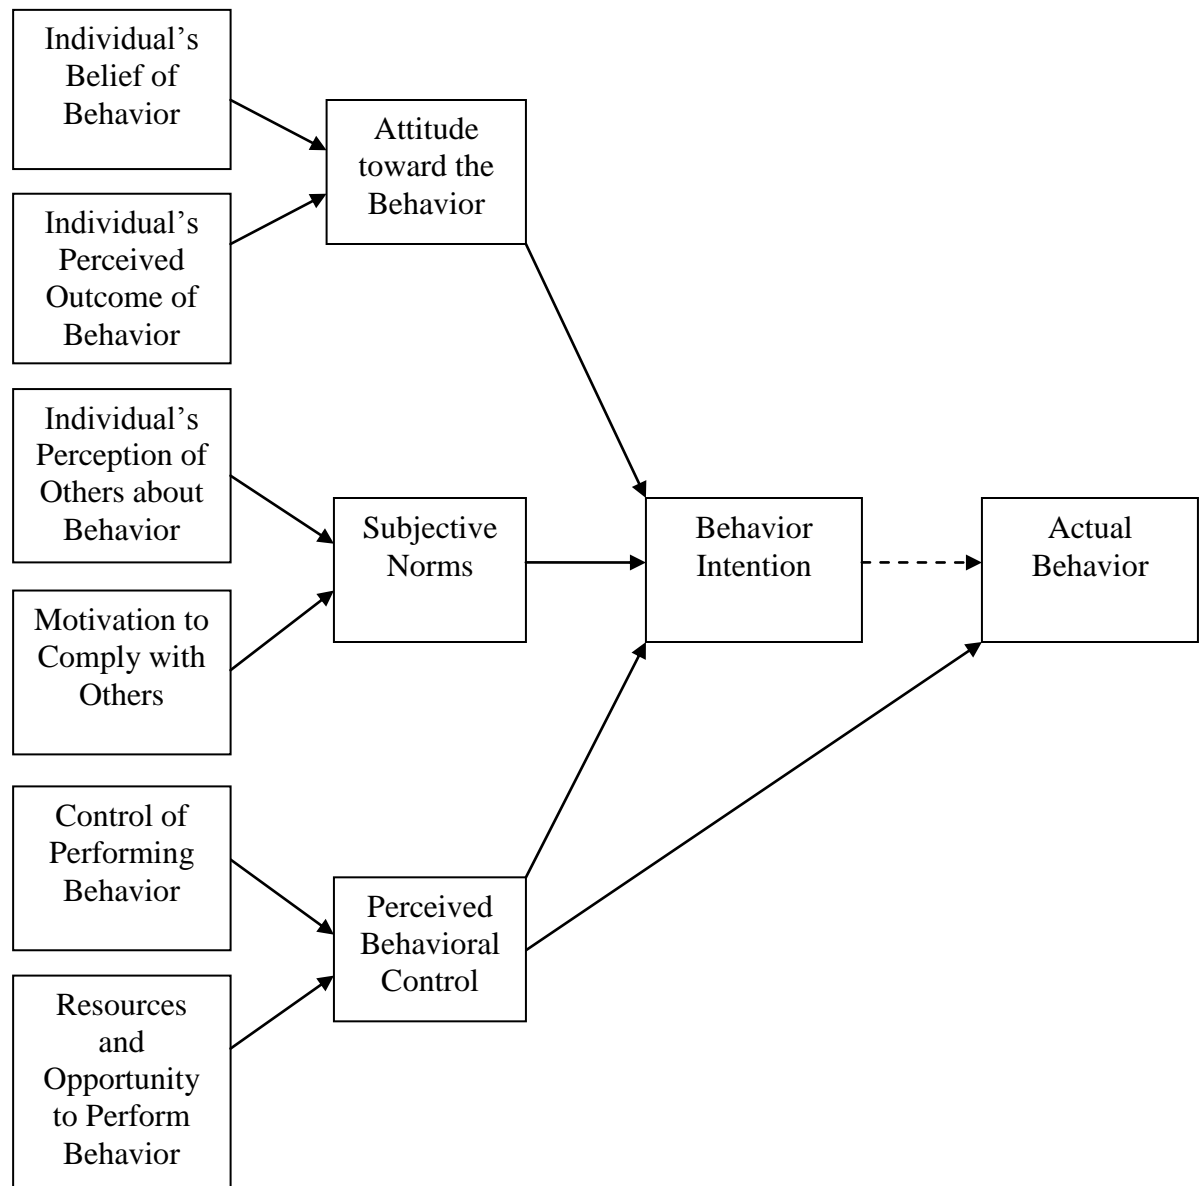 Individual’s
Belief of
Behavior
Attitude
toward the
Behavior
Individual’s
Perceived
Outcome of
Behavior
Individual’s
Perception of
Others about
Behavior
Subjective
Norms
Behavior
Intention
Actual
Behavior
Motivation to
Comply with
Others
Control of
Performing
Behavior
Perceived
Behavioral
Control
Resources
and
Opportunity
to Perform
Behavior